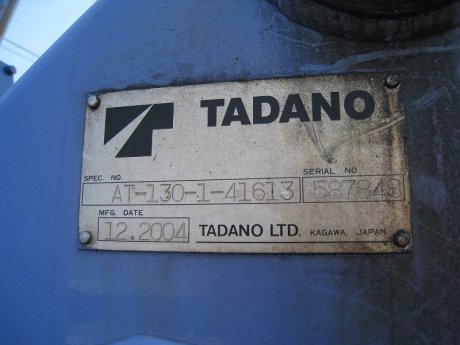 TADANO
SPEC. NO. SERIAL NO.
AT-130-1-41613 587848
MFG. DATE
12.2004 TADANO LTD. KAGAWA, JAPAN